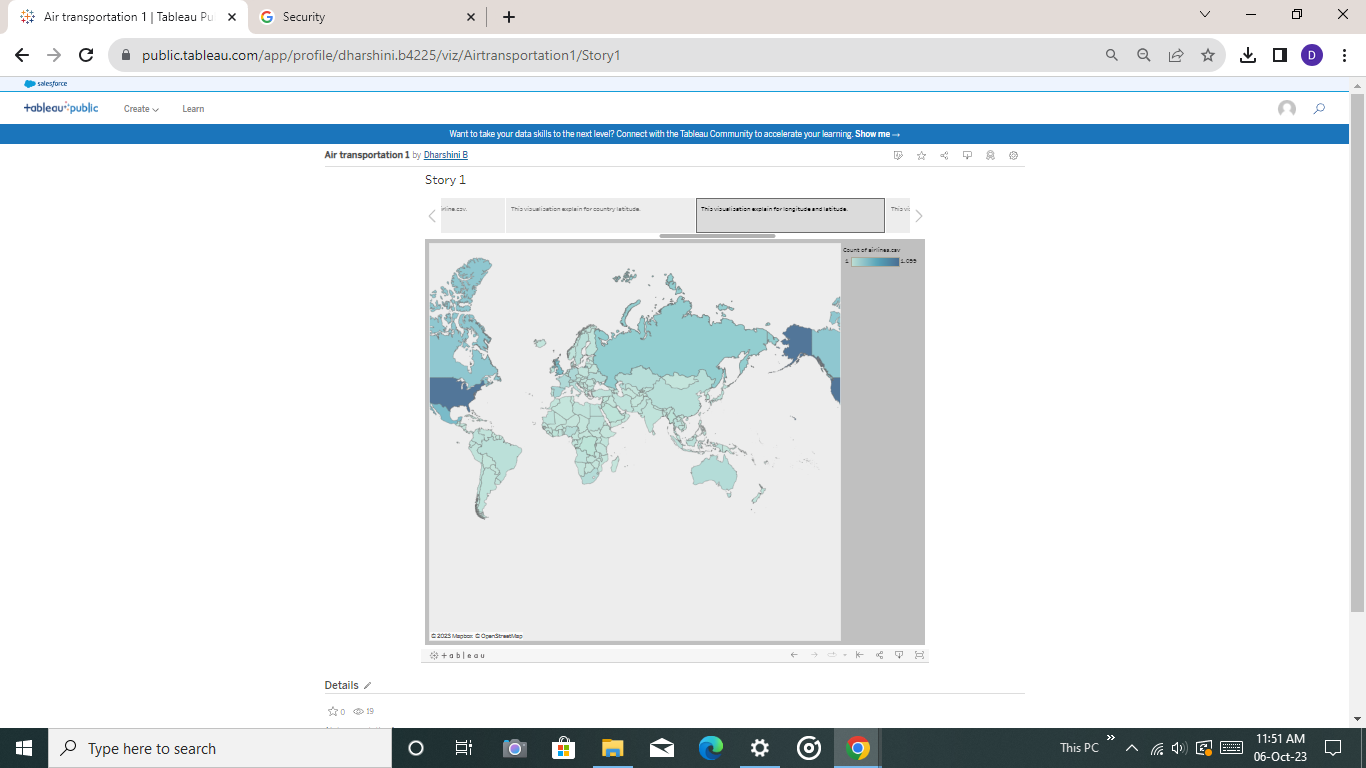 Air transportation 1 | Tableau Pu
Security
public.tableau.com/app/profile/dharshini.b4225/viz/Airtransportation1/Story1
D
salesforce
+ableau public
Create
Learn
Want to take your data skills to the next level? Connect with the Tableau Community to accelerate your learning. Show me →
Air transportation 1 by Dharshini B
Story 1
rline.csv.
This visualisation explain for country latitude.
This visualisation explain for longitude and latitude.
This vi
Count of airlines.csv
1
1,099
© 2023 Mapbox © OpenStreetMap
+ableau
Details
0
19
Type here to search
This PC
11:51 AM
06-Oct-23